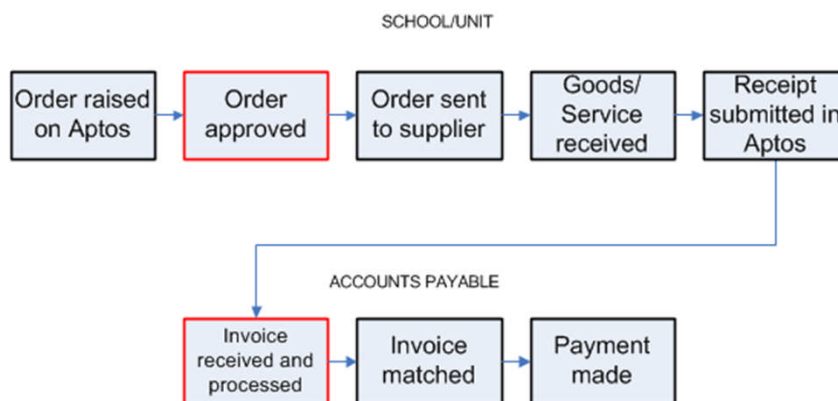 SCHOOL/UNIT
Order raised
on Aptos
Order
approved
Order sent
to supplier
Goods/
Service
received
Receipt
submitted in
Aptos
ACCOUNTS PAYABLE
Invoice
received and
processed
Invoice
matched
Payment
made